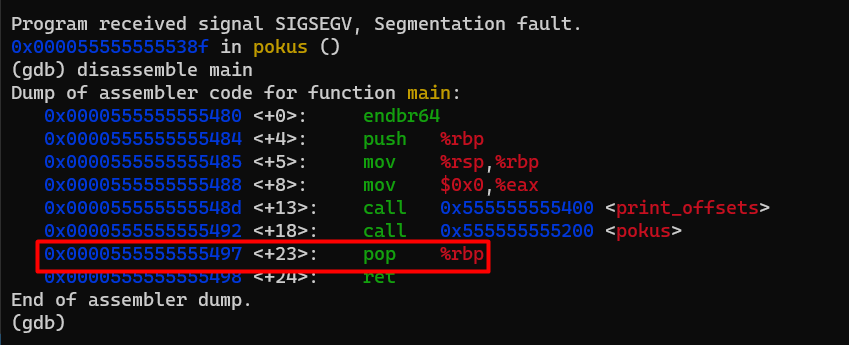 Program received signal SIGSEGV, Segmentation fault.
0x000055555555538f in pokus ()
(gdb) disassemble main
Dump of assembler code for function main:
   0x0000555555555480 <+0>:     endbr64
   0x0000555555555484 <+4>:     push   %rbp
   0x0000555555555485 <+5>:     mov    %rsp,%rbp
   0x0000555555555488 <+8>:     mov    $0x0,%eax
   0x000055555555548d <+13>:    call   0x555555555400 <print_offsets>
   0x0000555555555492 <+18>:    call   0x555555555200 <pokus>
   0x0000555555555497 <+23>:    pop    %rbp
   0x0000555555555498 <+24>:    ret
End of assembler dump.
(gdb)